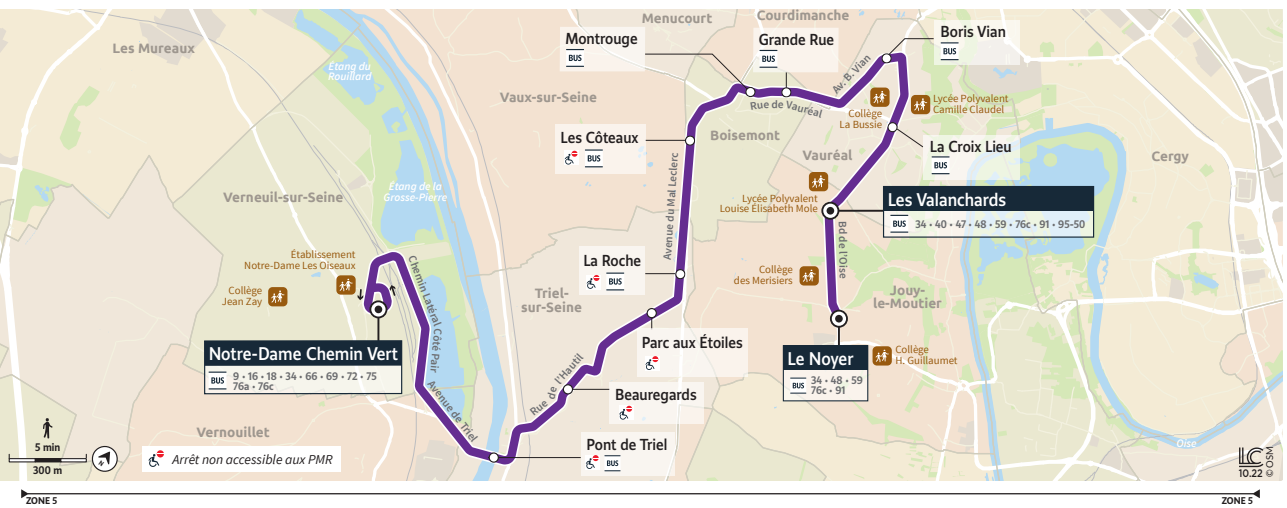 Menucourt
Courdimanche
Les Mureaux
Étang du
Rouillard
Vaux-sur-Seine
Montrouge
BUS
Grande Rue
BUS
Boris Vian
BUS
Av. B. Vian
Rue de Vauréal
Collège
La Bussie
Lycée Polyvalent
Camille Claudel
Les Côteaux
BUS
Boisemont
Vauréal
La Croix Lieu
BUS
Cergy
Verneuil-sur-Seine
Étang de la
Grosse-Pierre
Avenue du Mal Leclerc
Lycée Polyvalent
Louise Élisabeth Mole
Les Valanchards
BUS 34 • 40 • 47 • 48 • 59 • 76c • 91 • 95-50
Bd de l'Oise
Établissement
Notre-Dame Les Oiseaux
Collège
Jean Zay
Chemin Latéral Côté Pair
La Roche
BUS
Triel-
sur-Seine
Collège
des Merisiers
Jouy-
le-Moutier
Parc aux Étoiles
Notre-Dame Chemin Vert
BUS 9 • 16 • 18 • 34 • 66 • 69 • 72 • 75
76a • 76c
Le Noyer
BUS 34 • 48 • 59
76c • 91
Collège
H. Guillaumet
Rue de l'Hautil
Beauregards
Avenue de Triel
Vernouillet
Pont de Triel
BUS
Oise
5 min
300 m
Arrêt non accessible aux PMR
LC
10.22
© OSM
ZONE 5
ZONE 5